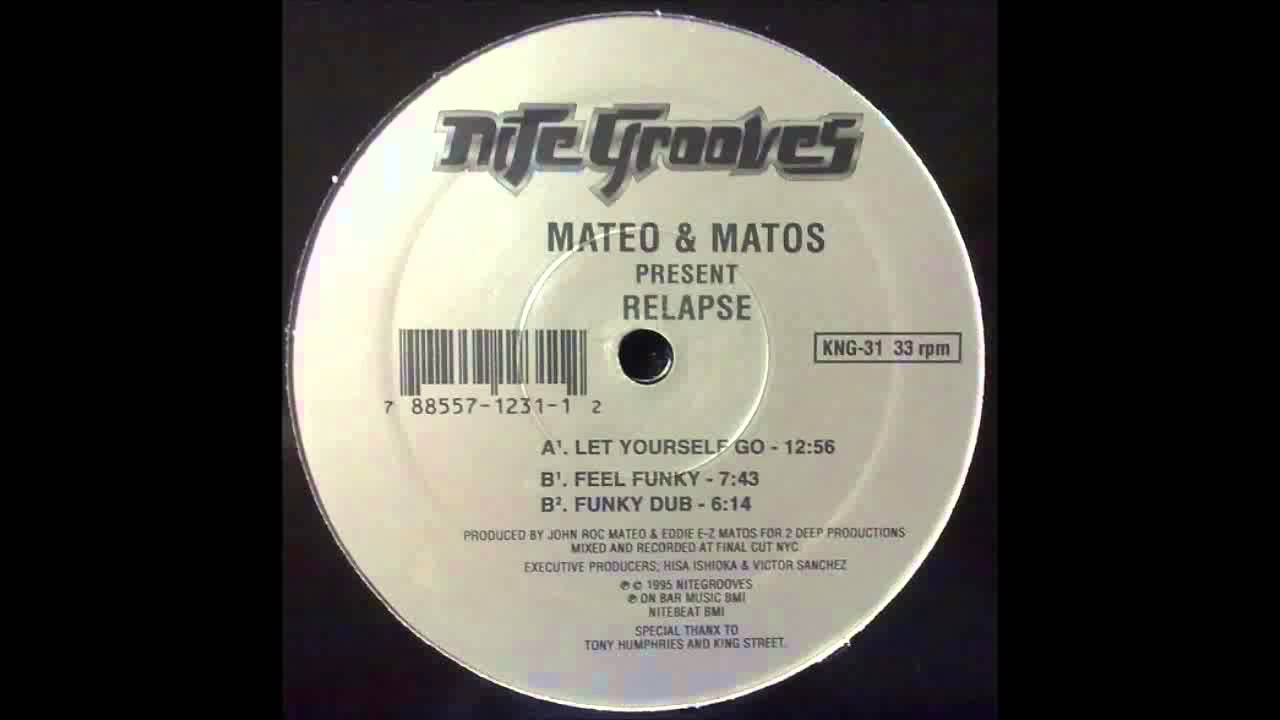 Nite Grooves
MATEO & MATOS
PRESENT
RELAPSE
KNG-31 33 rpm
7 88557-1231-1 2
A¹. LET YOURSELF GO - 12:56
B¹. FEEL FUNKY - 7:43
B². FUNKY DUB - 6:14
PRODUCED BY JOHN ROC MATEO & EDDIE E-Z MATOS FOR 2 DEEP PRODUCTIONS
MIXED AND RECORDED AT FINAL CUT NYC
EXECUTIVE PRODUCERS; HISA ISHIOKA & VICTOR SANCHEZ
℗ © 1995 NITEGROOVES
℗ ON BAR MUSIC BMI
NITEBEAT BMI
SPECIAL THANX TO
TONY HUMPHRIES AND KING STREET.